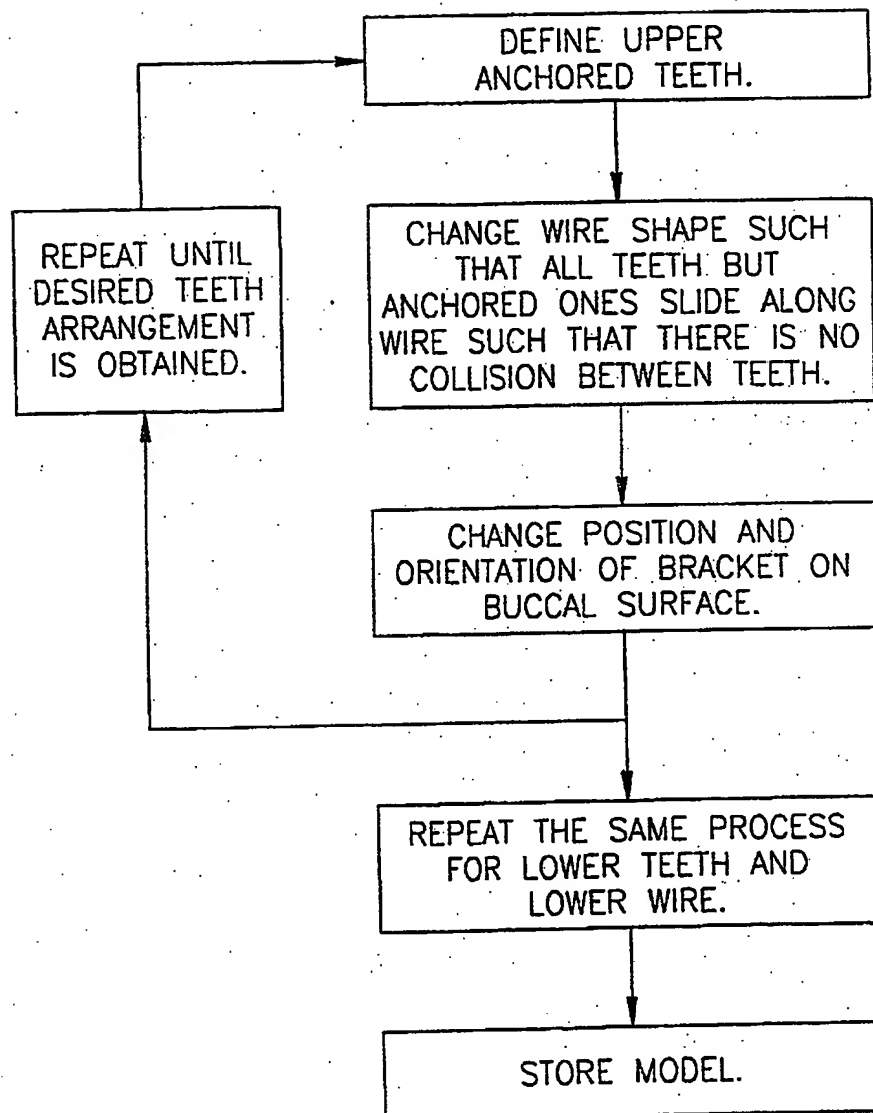 DEFINE UPPER
ANCHORED TEETH.
CHANGE WIRE SHAPE SUCH
THAT ALL TEETH BUT
ANCHORED ONES SLIDE ALONG
WIRE SUCH THAT THERE IS NO
COLLISION BETWEEN TEETH.
REPEAT UNTIL
DESIRED TEETH
ARRANGEMENT
IS OBTAINED.
CHANGE POSITION AND
ORIENTATION OF BRACKET ON
BUCCAL SURFACE.
REPEAT THE SAME PROCESS
FOR LOWER TEETH AND
LOWER WIRE.
STORE MODEL.